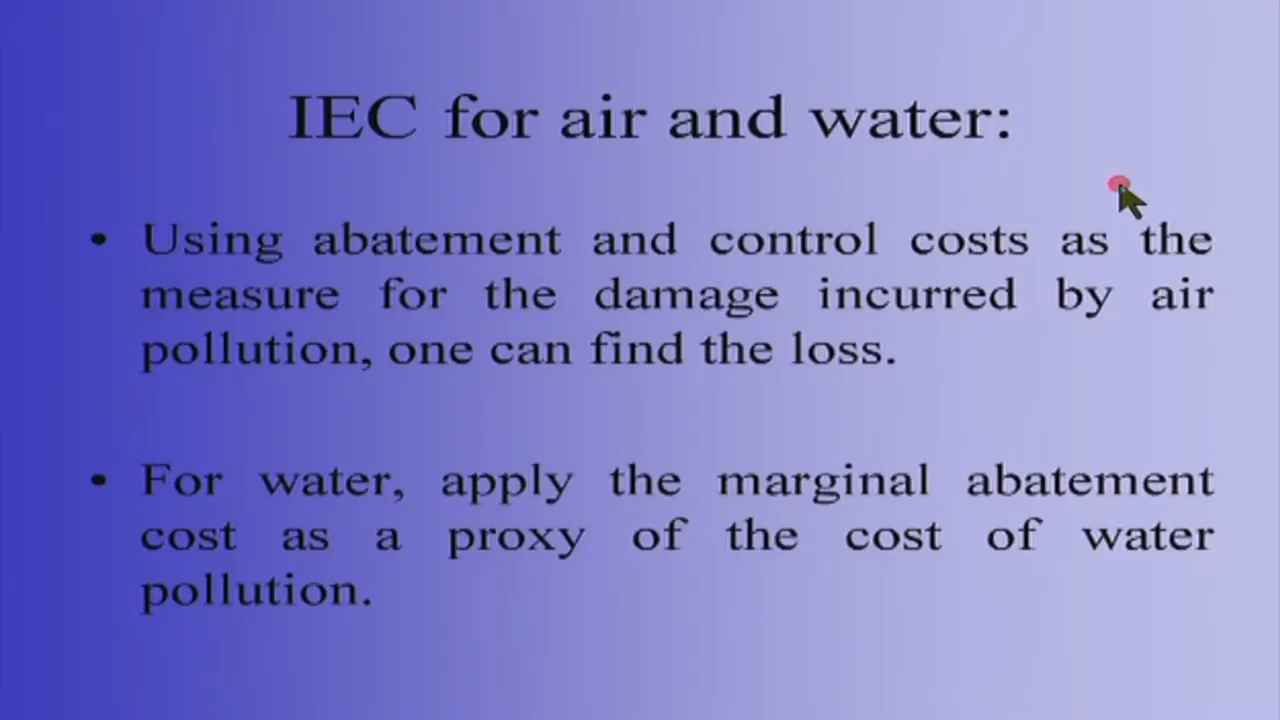 IEC for air and water:
• Using abatement and control costs as the
measure for the damage incurred by air
pollution, one can find the loss.
• For water, apply the marginal abatement
cost as a proxy of the cost of water
pollution.